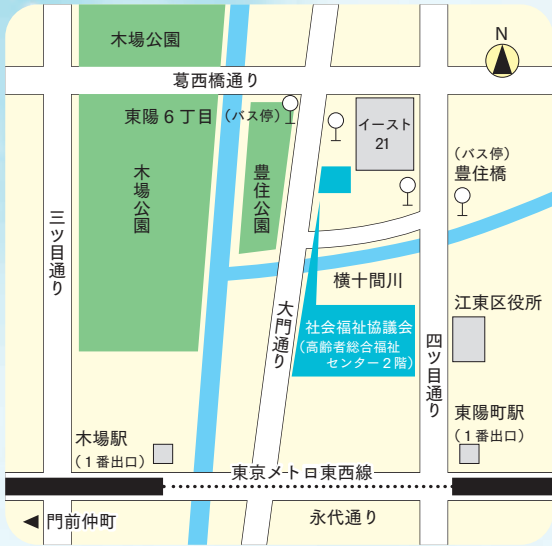 木場公園
N
葛西橋通り
東陽6丁目(バス停)
イースト
21
(バス停)
豊住橋
木場公園
豊住公園
三ツ目通り
横十間川
大門通り
社会福祉協議会
(高齢者総合福祉
センター2階)
四ツ目通り
江東区役所
東陽町駅
(1番出口)
木場駅
(1番出口)
東京メトロ東西線
◀門前仲町
永代通り